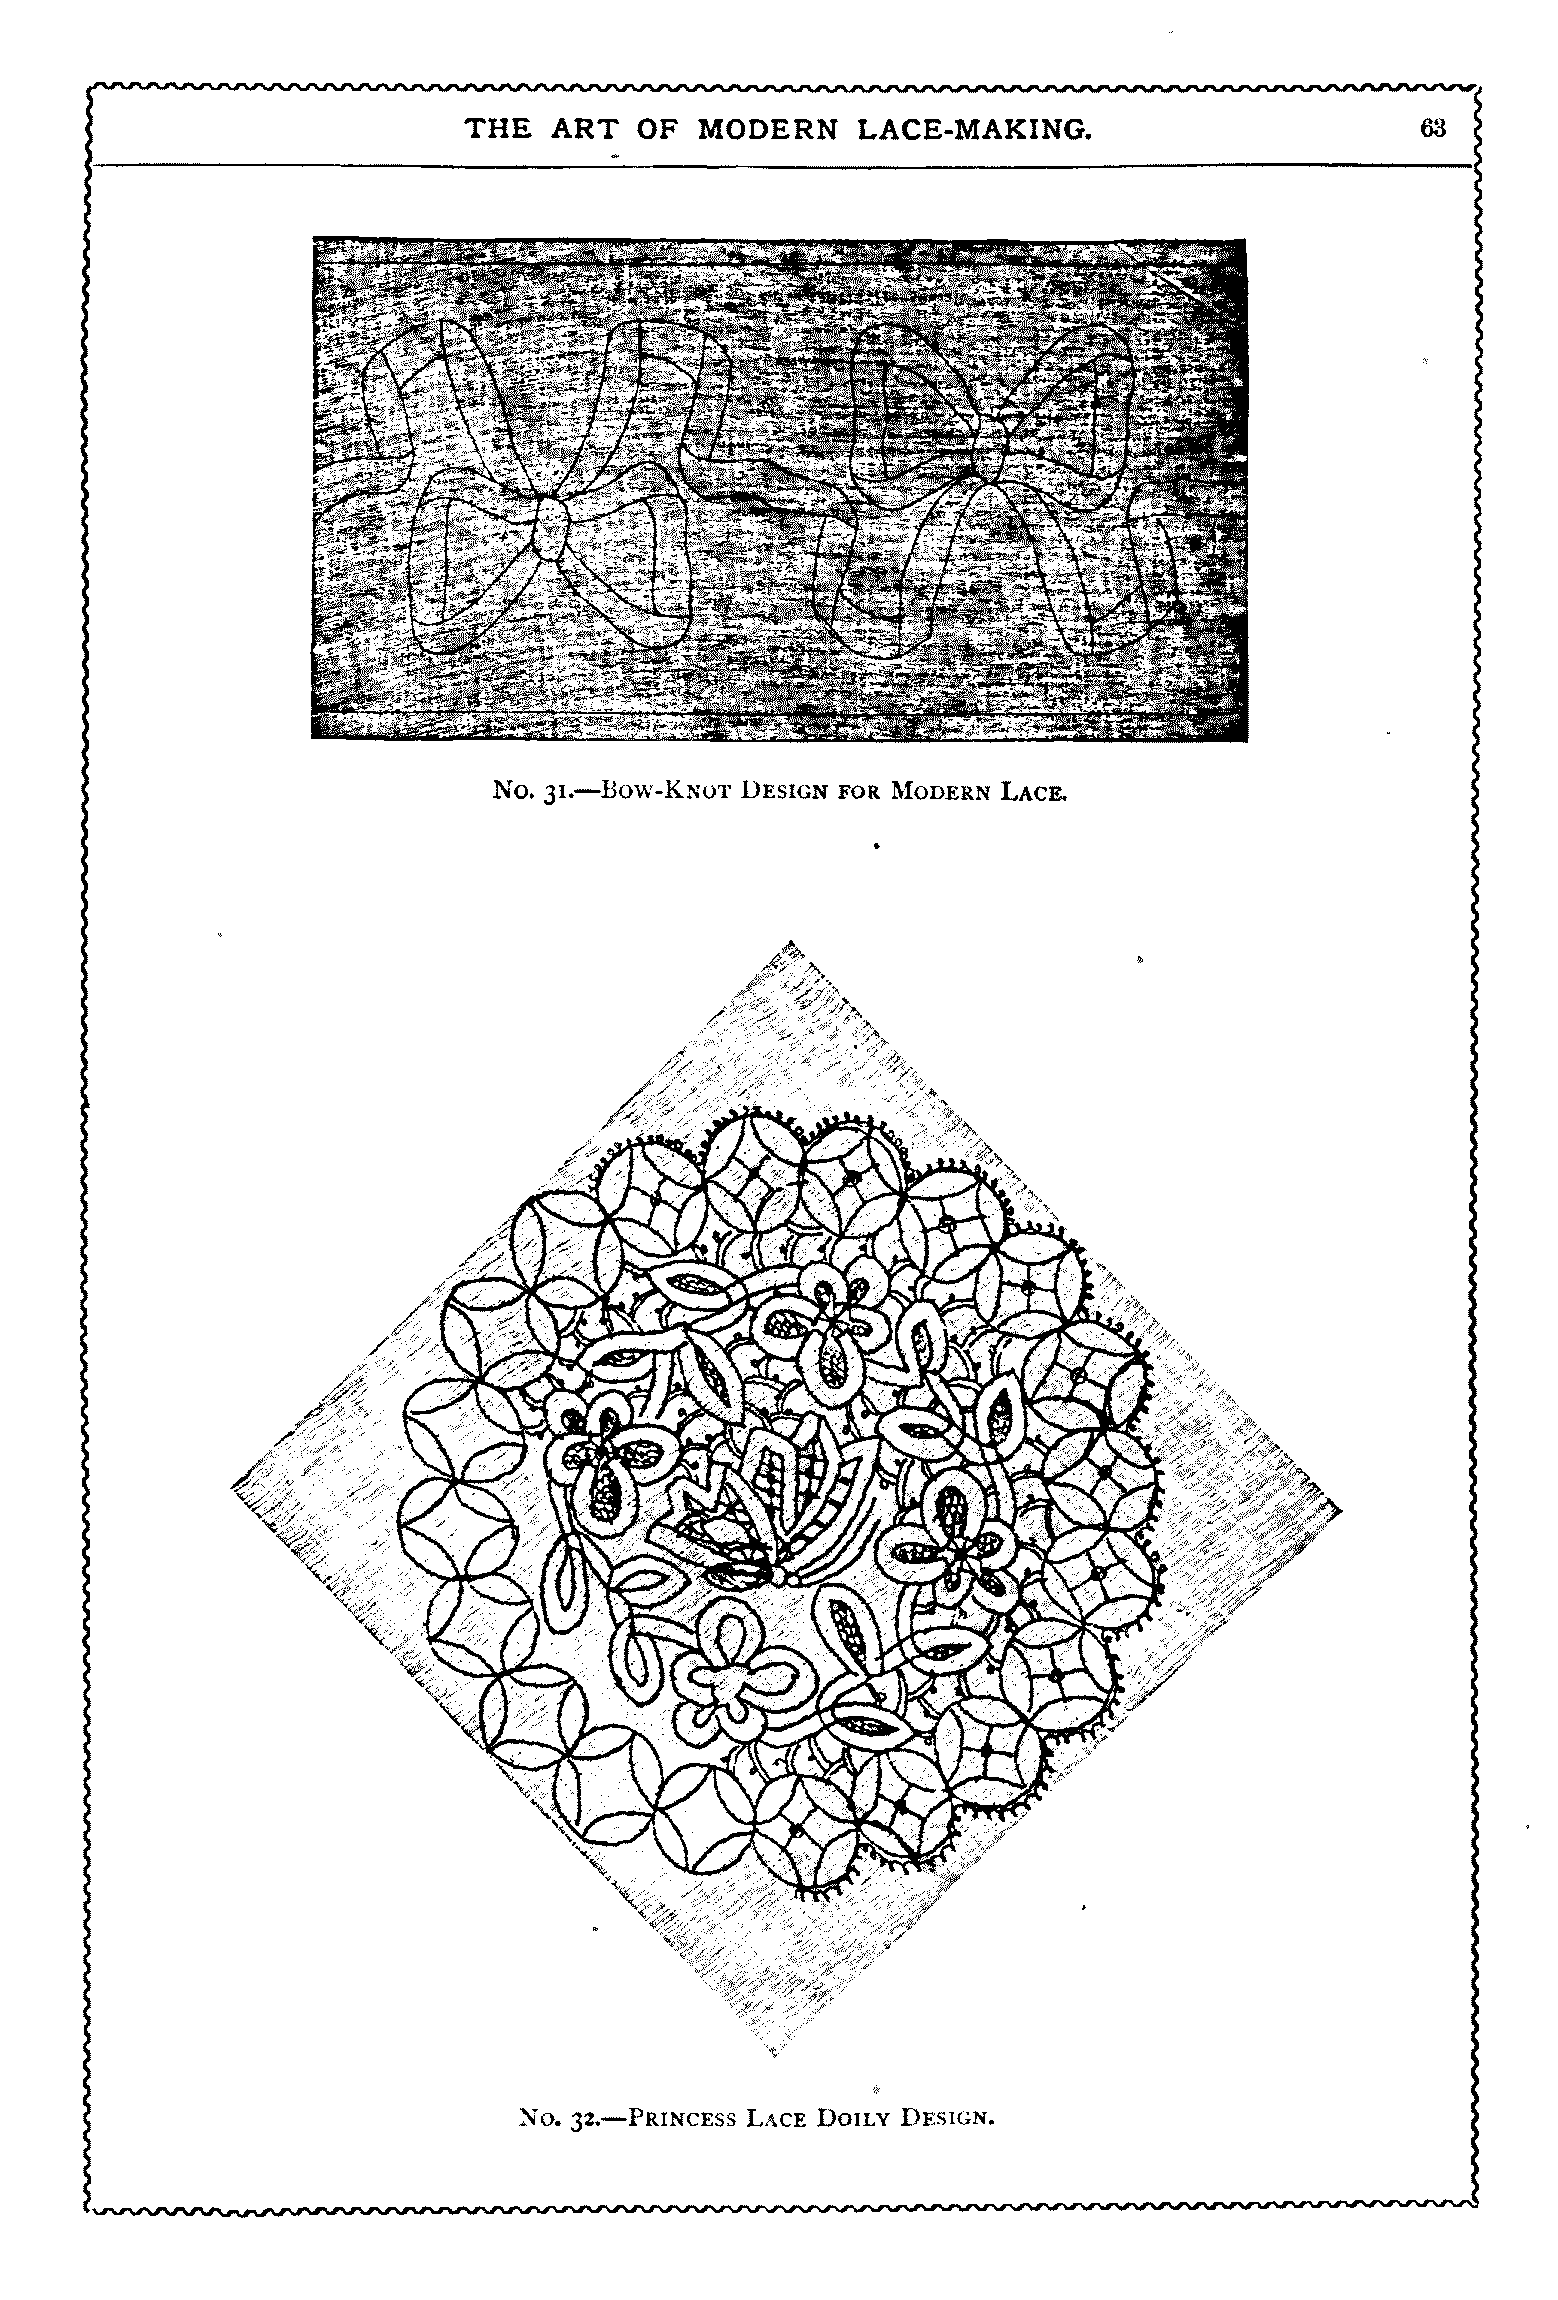 THE ART OF MODERN LACE-MAKING. 63
No. 31.—Bow-Knot Design for Modern Lace.
No. 32.—Princess Lace Doily Design.